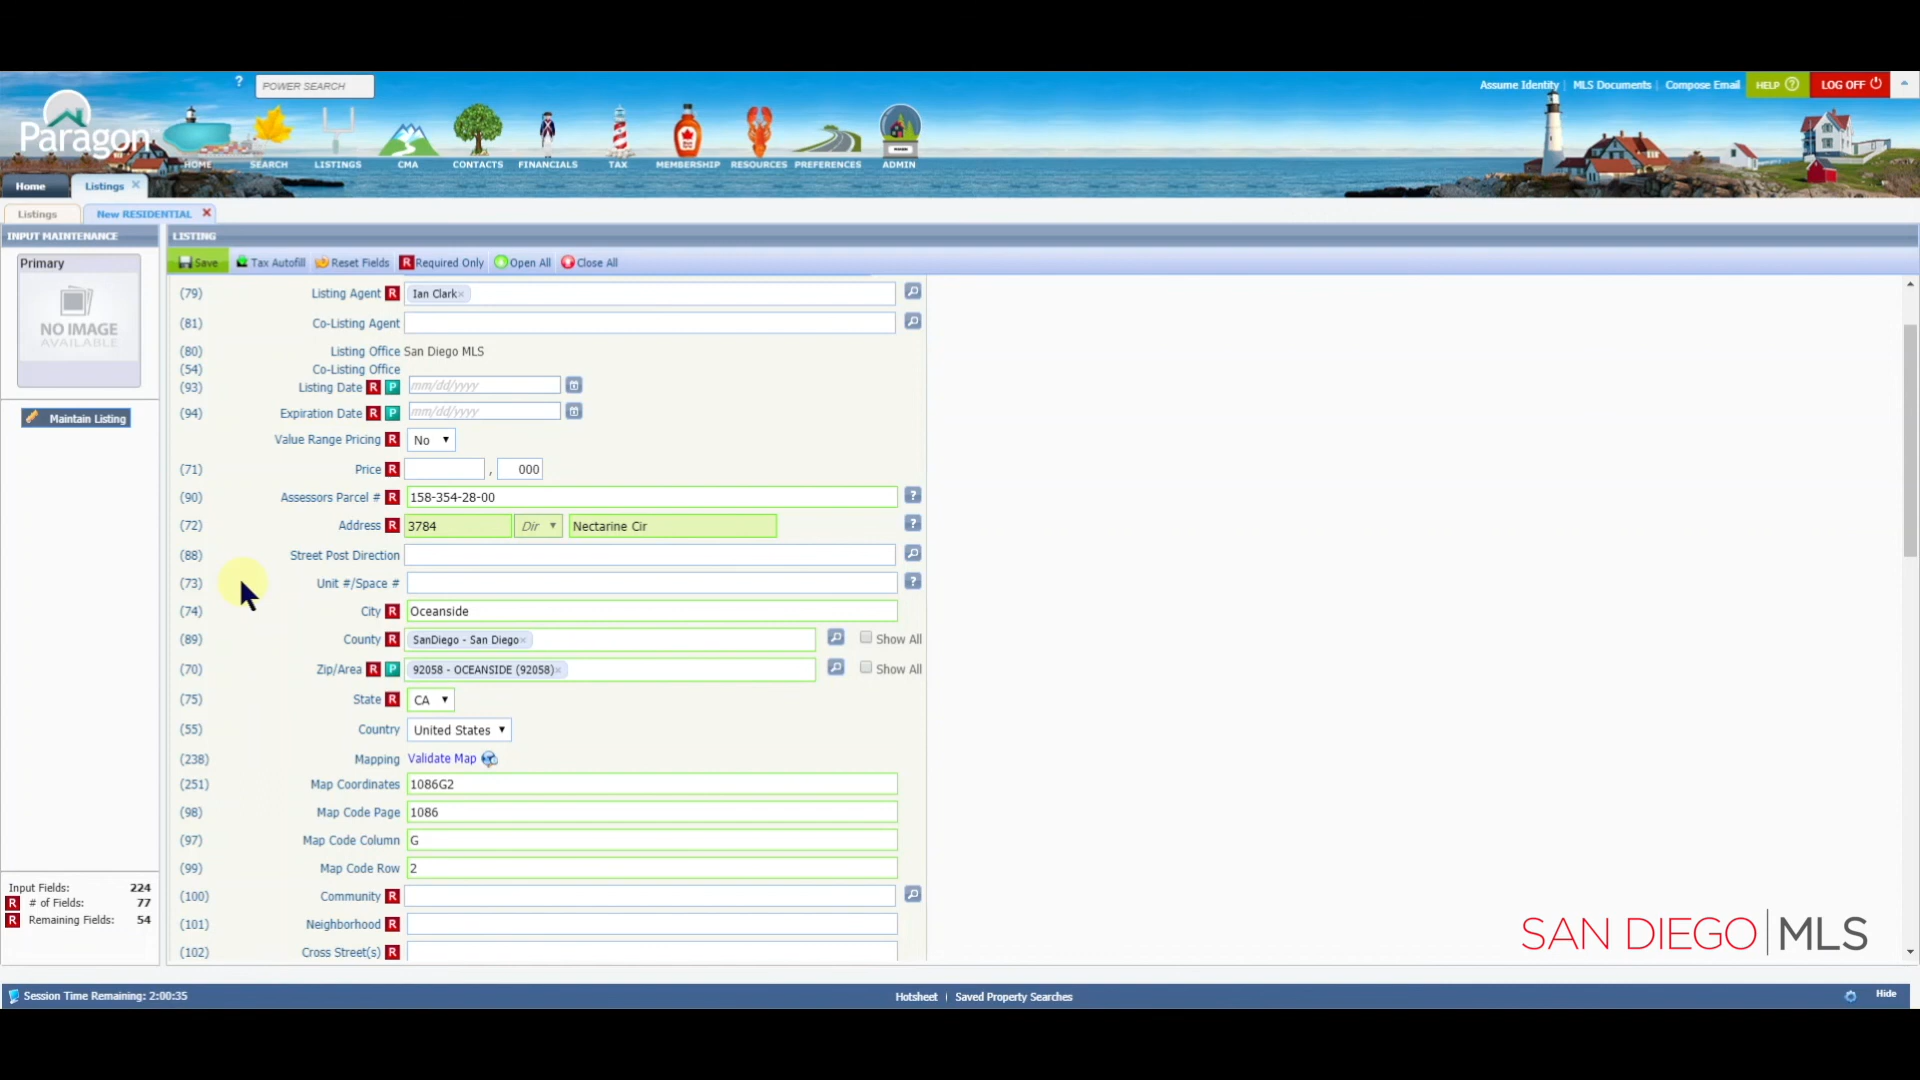 ? POWER SEARCH
Assume Identity | MLS Documents | Compose Email HELP ? LOG OFF
Paragon
HOME SEARCH LISTINGS CMA CONTACTS FINANCIALS TAX MEMBERSHIP RESOURCES PREFERENCES ADMIN
Home Listings ×
Listings New RESIDENTIAL ×
INPUT MAINTENANCE LISTING
Save Tax Autofill Reset Fields R Required Only Open All Close All
Primary
NO IMAGE
AVAILABLE
Maintain Listing
(79) Listing Agent R Ian Clark×
(81) Co-Listing Agent
(80) Listing Office San Diego MLS
(54) Co-Listing Office
(93) Listing Date R P mm/dd/yyyy
(94) Expiration Date R P mm/dd/yyyy
Value Range Pricing R No
(71) Price R , 000
(90) Assessors Parcel # R 158-354-28-00 ?
(72) Address R 3784 Dir Nectarine Cir ?
(88) Street Post Direction
(73) Unit #/Space # ?
(74) City R Oceanside
(89) County R SanDiego - San Diego× Show All
(70) Zip/Area R P 92058 - OCEANSIDE (92058)× Show All
(75) State R CA
(55) Country United States
(238) Mapping Validate Map
(251) Map Coordinates 1086G2
(98) Map Code Page 1086
(97) Map Code Column G
(99) Map Code Row 2
(100) Community R
(101) Neighborhood R
(102) Cross Street(s) R
Input Fields: 224
R # of Fields: 77
R Remaining Fields: 54
SAN DIEGO | MLS
Session Time Remaining: 2:00:35
Hotsheet | Saved Property Searches
Hide